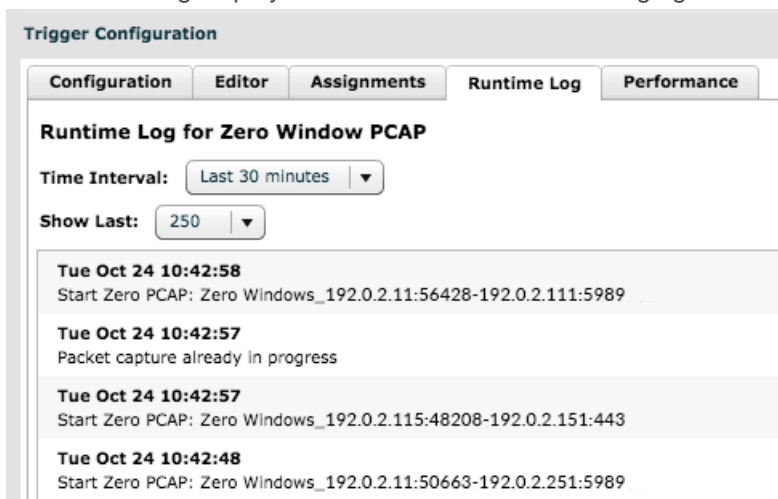 Trigger Configuration
Configuration Editor Assignments Runtime Log Performance
Runtime Log for Zero Window PCAP
Time Interval: Last 30 minutes
Show Last: 250
Tue Oct 24 10:42:58
Start Zero PCAP: Zero Windows_192.0.2.11:56428-192.0.2.111:5989
Tue Oct 24 10:42:57
Packet capture already in progress
Tue Oct 24 10:42:57
Start Zero PCAP: Zero Windows_192.0.2.115:48208-192.0.2.151:443
Tue Oct 24 10:42:48
Start Zero PCAP: Zero Windows_192.0.2.11:50663-192.0.2.251:5989